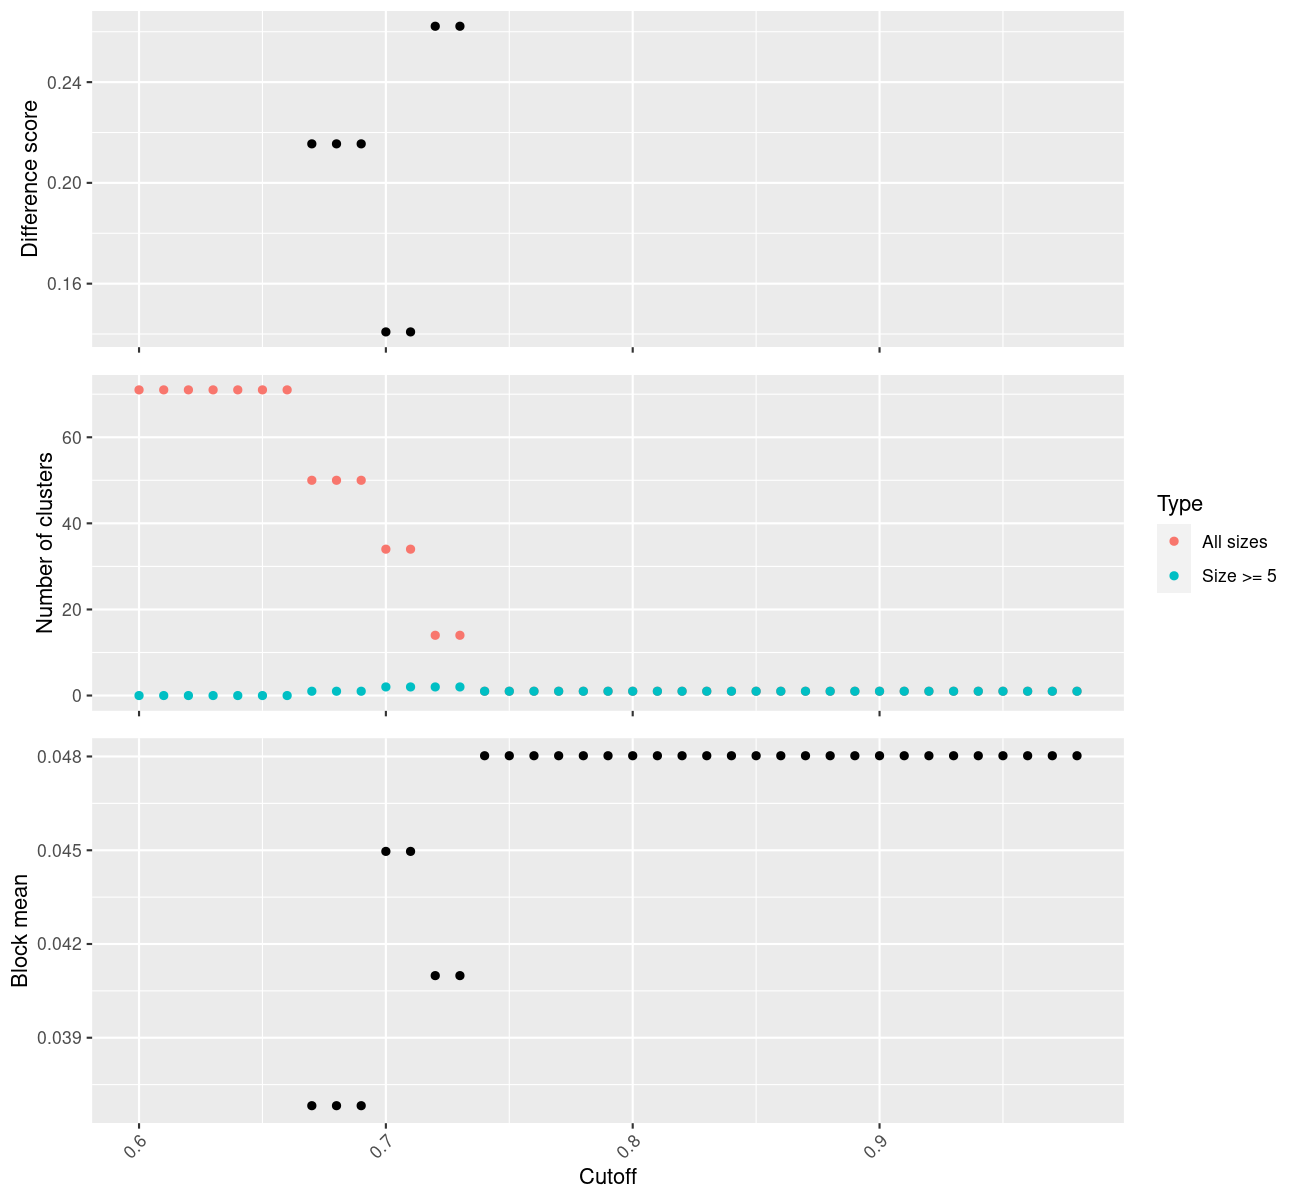 Difference score
0.24
0.20
0.16
Number of clusters
60
40
20
0
Type
All sizes
Size >= 5
Block mean
0.048
0.045
0.042
0.039
0.6
0.7
0.8
0.9
Cutoff